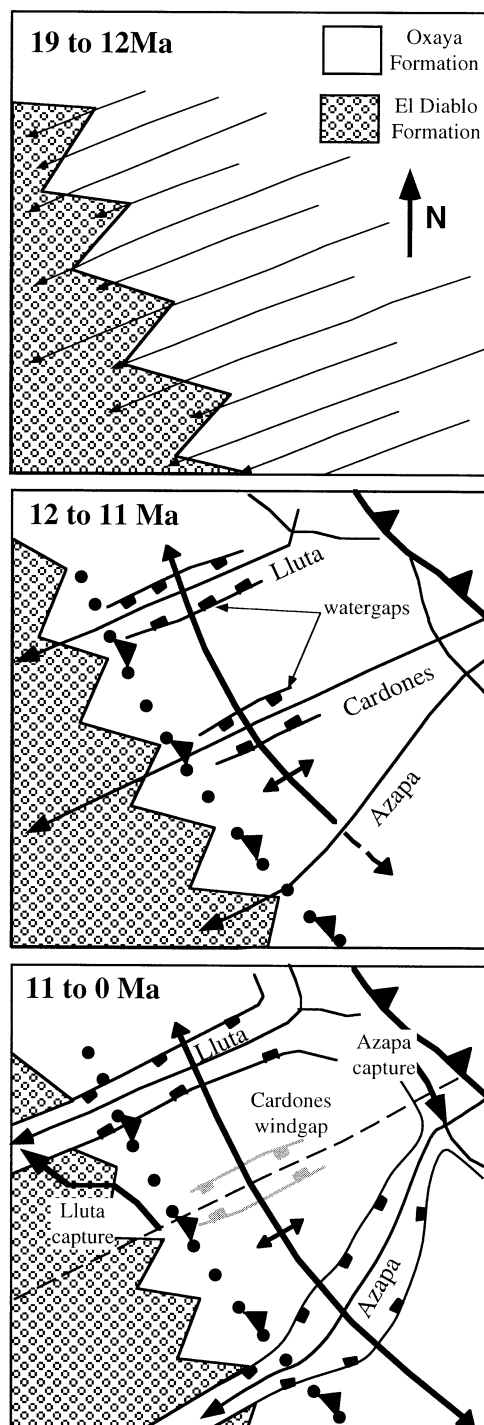 19 to 12Ma
Oxaya
Formation
El Diablo
Formation
N
12 to 11 Ma
Lluta
watergaps
Cardones
Azapa
11 to 0 Ma
Lluta
Azapa
capture
Cardones
windgap
Lluta
capture
Azapa